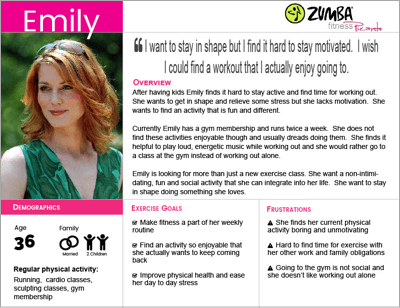 Emily
ZUMBA
fitness
I want to stay in shape but I find it hard to stay motivated. I wish
I could find a workout that I actually enjoy going to.
OVERVIEW
After having kids Emily finds it hard to stay active and find time for working out.
She wants to get in shape and relieve some stress but she lacks motivation. She
wants to find an activity that is fun and different.
Currently Emily has a gym membership and runs twice a week. She does not
find these activities enjoyable though and usually dreads doing them. She finds it
helpful to play loud, energetic music while working out and she would rather go to
a class at the gym instead of working out alone.
Emily is looking for more than just a new exercise class. She want a non-intimi-
dating, fun and social activity that she can integrate into her life. She want to stay
in shape doing something she loves.
DEMOGRAPHICS
Age
36
Family
Married
2 Children
Regular physical activity:
Running, cardio classes,
sculpting classes, gym
membership
EXERCISE GOALS
Make fitness a part of her weekly
routine
Find an activity so enjoyable that
she actually wants to keep coming
back
Improve physical health and ease
her day to day stress
FRUSTRATIONS
She finds her current physical
activity boring and unmotivating
Hard to find time for exercise with
her other work and family obligations
Going to the gym is not social and
she doesn't like working out alone